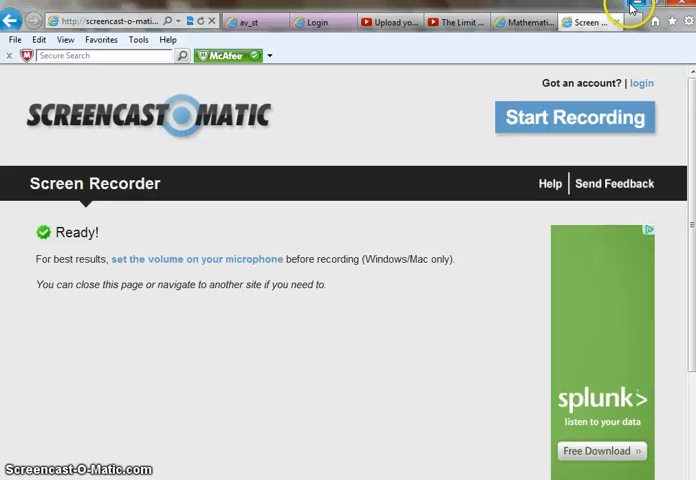 http://screencast-o-mati...
av_st
Login
Upload yo...
The Limit ...
Mathemati...
Screen ...
File Edit View Favorites Tools Help
x Secure Search McAfee
Got an account? | login
SCREENCAST O MATIC
Start Recording
Screen Recorder
Help
Send Feedback
Ready!
For best results, set the volume on your microphone before recording (Windows/Mac only).
You can close this page or navigate to another site if you need to.
splunk>
listen to your data
Free Download »
Screencast-O-Matic.com